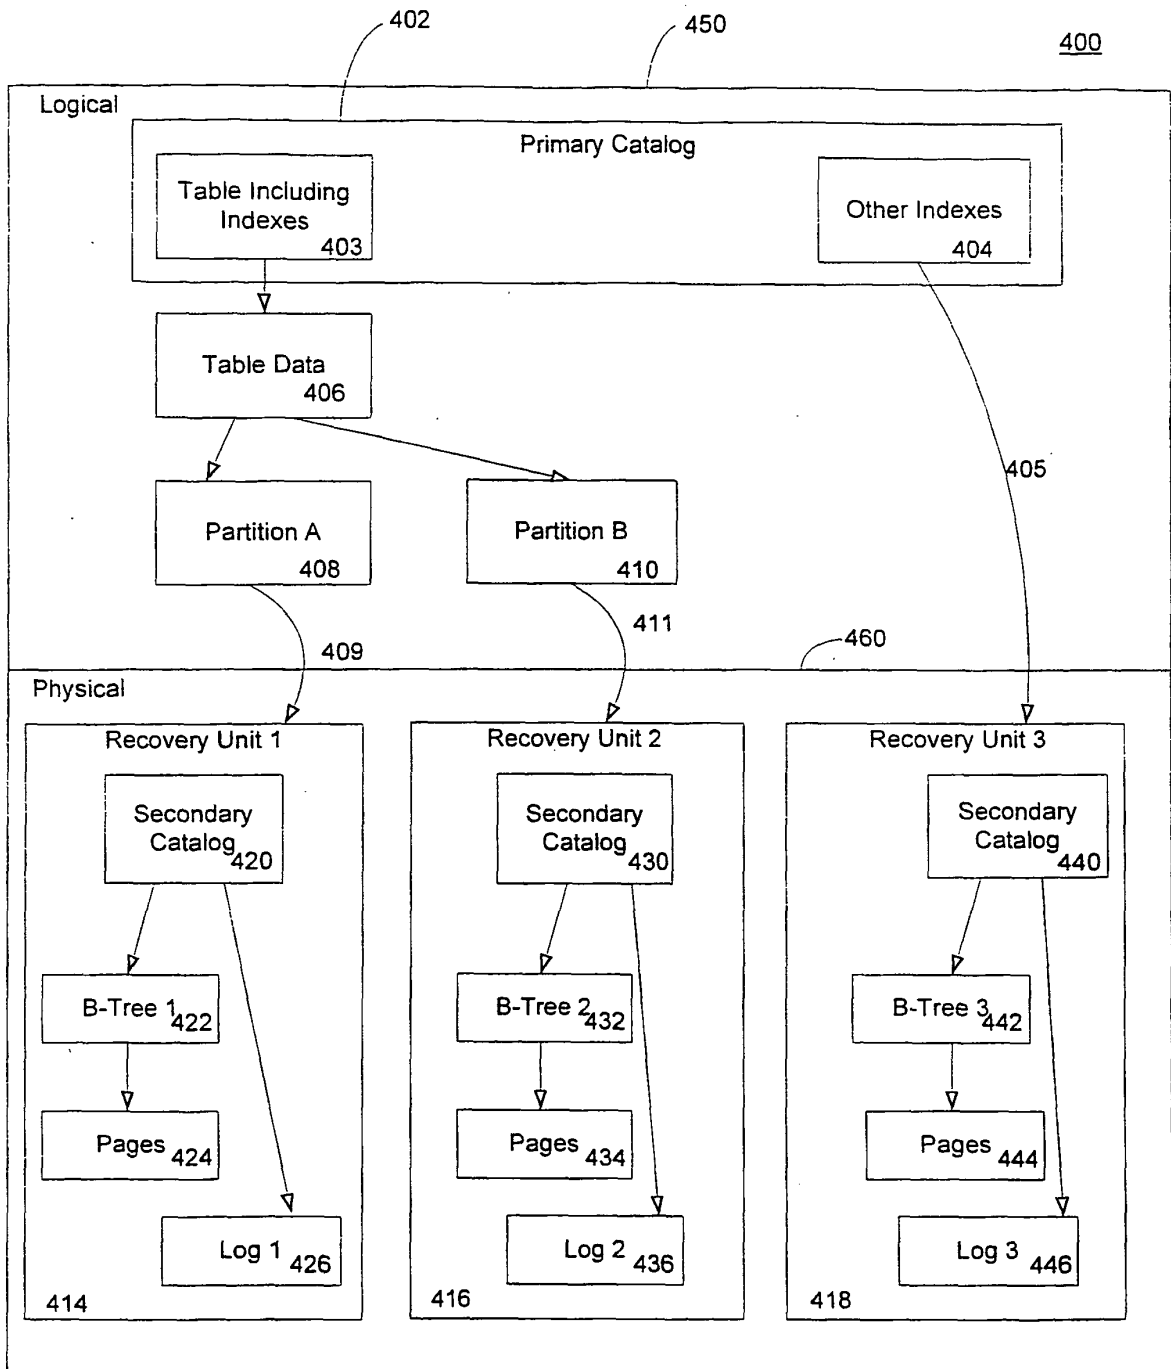 402
450
400
Logical
Primary Catalog
Table Including
Indexes
403
Other Indexes
404
Table Data
406
405
Partition A
408
Partition B
410
409
411
460
Physical
Recovery Unit 1
Recovery Unit 2
Recovery Unit 3
Secondary
Catalog
420
Secondary
Catalog
430
Secondary
Catalog
440
B-Tree 1
422
B-Tree 2
432
B-Tree 3
442
Pages
424
Pages
434
Pages
444
Log 1
426
Log 2
436
Log 3
446
414
416
418